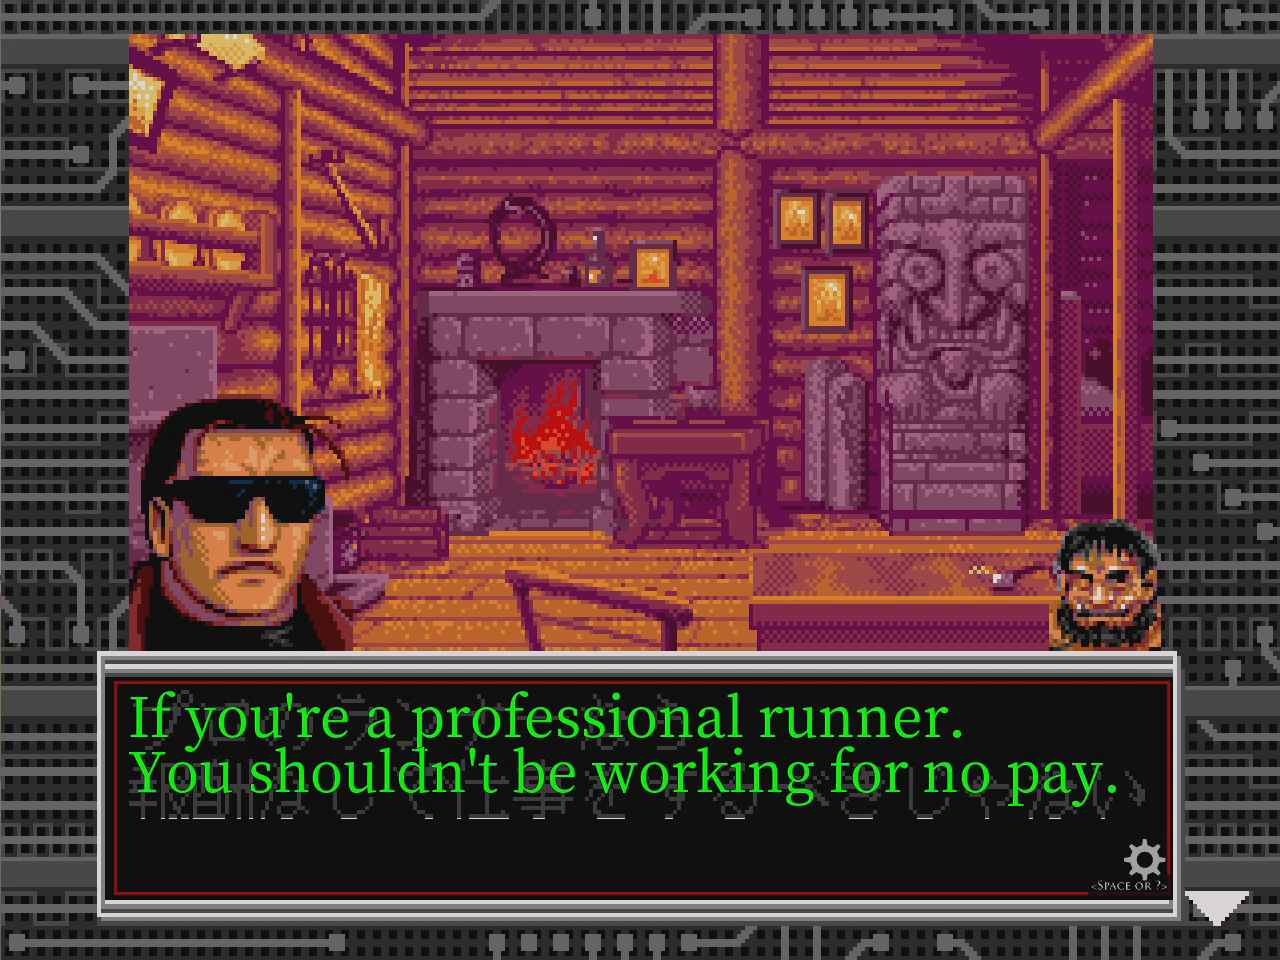 If you're a professional runner.
You shouldn't be working for no pay.
<Space or ?>